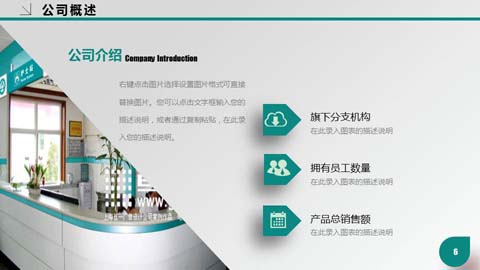 公司概述
公司介绍 Company Introduction
右键点击图片选择设置图片格式可直接
替换图片。您可以点击文字框输入您的
描述说明，或者通过复制粘贴，在此录
入您的描述说明。
旗下分支机构
在此录入图表的描述说明
拥有员工数量
在此录入图表的描述说明
产品总销售额
在此录入图表的描述说明
护士站
www.
6